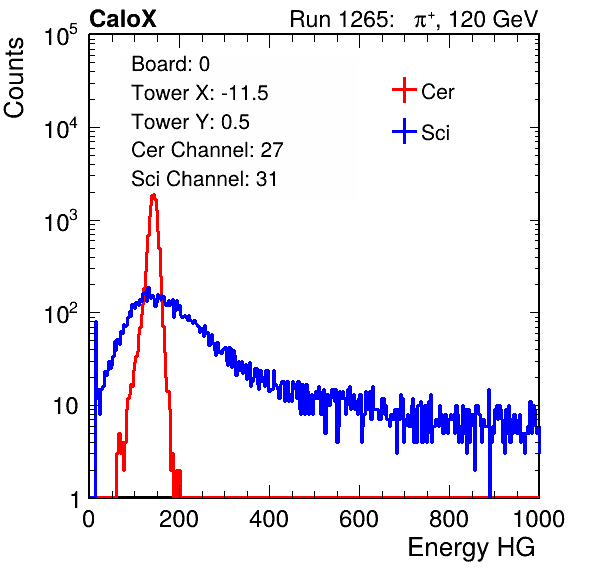 CaloX Run 1265: π⁺, 120 GeV
Counts
10⁵
10⁴
10³
10²
10
1
Board: 0
Tower X: -11.5
Tower Y: 0.5
Cer Channel: 27
Sci Channel: 31
Cer
Sci
0 200 400 600 800 1000
Energy HG